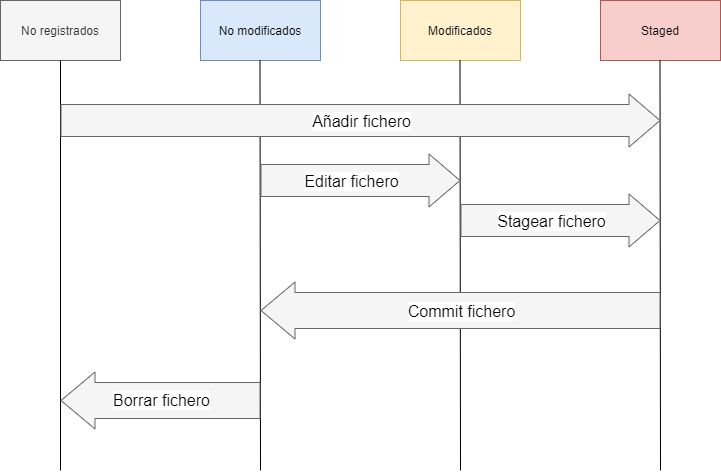 No registrados
No modificados
Modificados
Staged
Añadir fichero
Editar fichero
Stagear fichero
Commit fichero
Borrar fichero